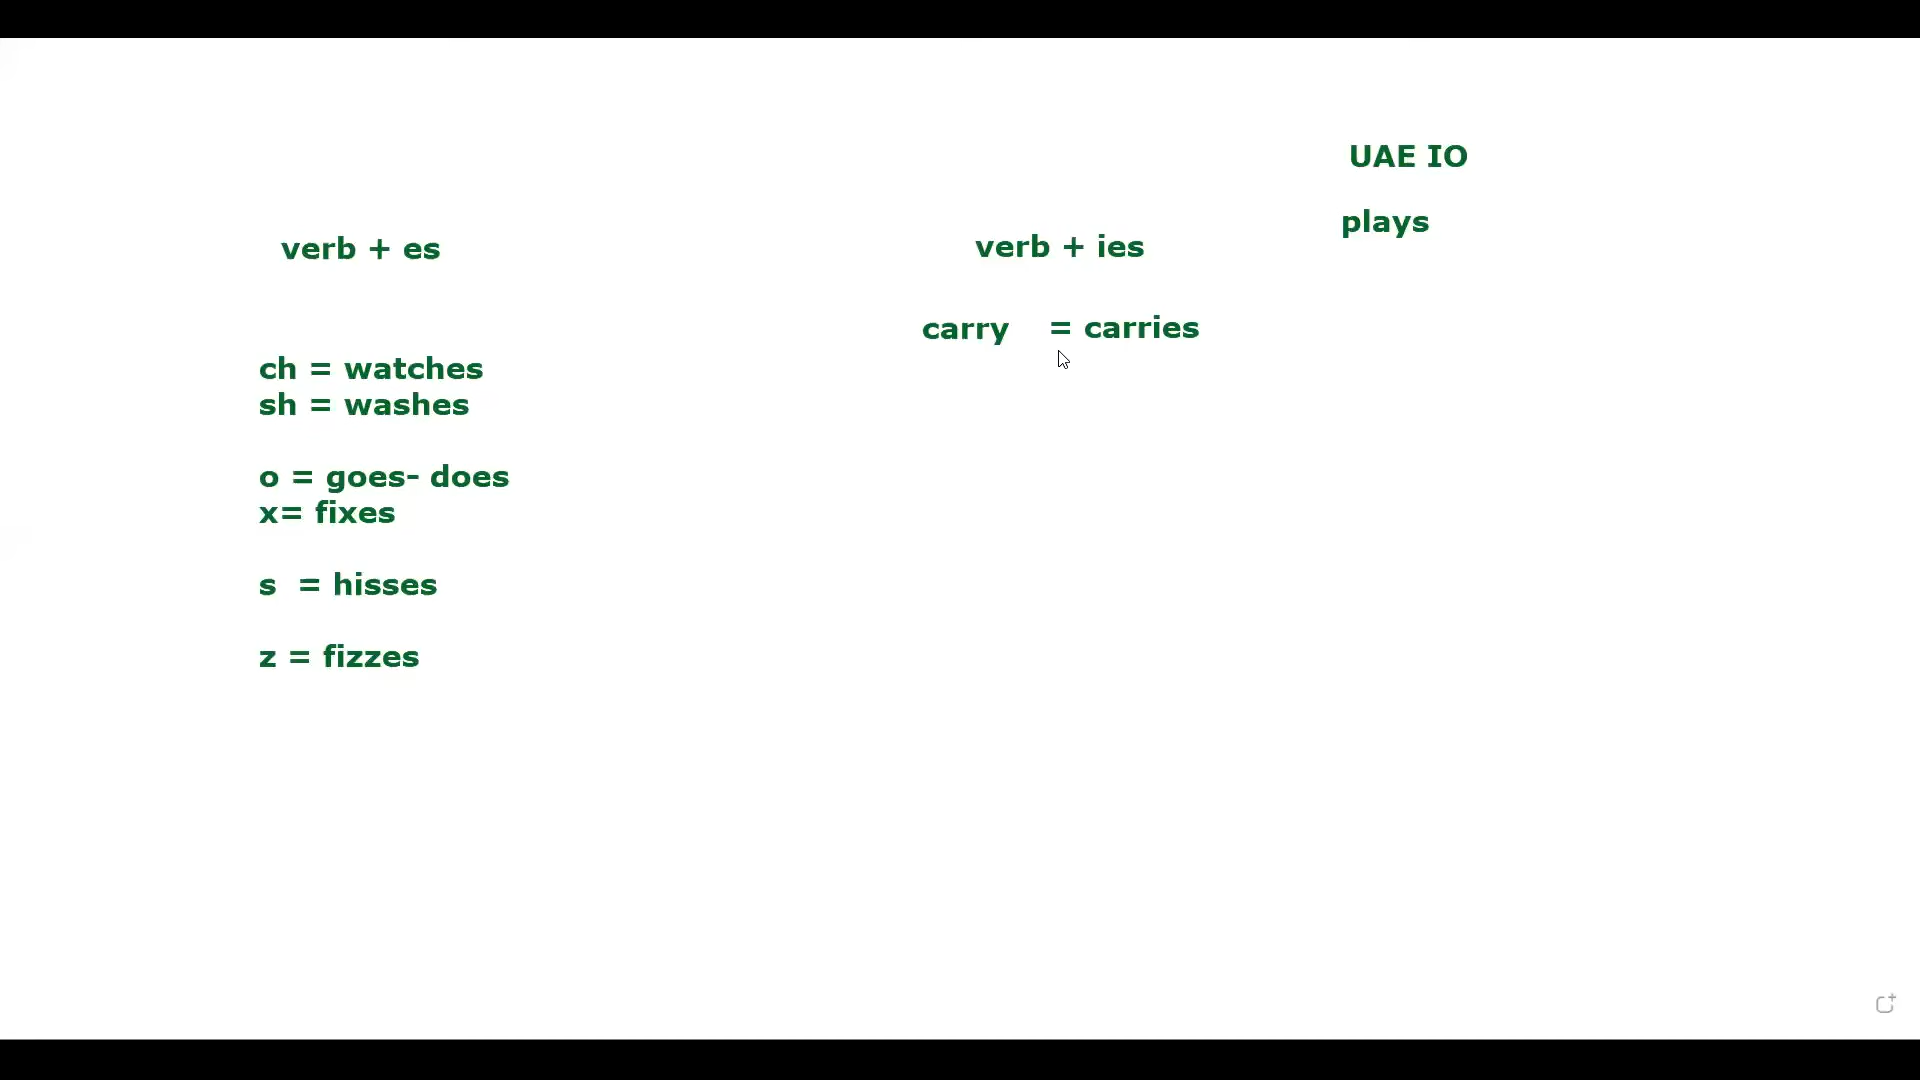 UAE IO
plays
verb + es
verb + ies
carry = carries
ch = watches
sh = washes
o = goes- does
x= fixes
s = hisses
z = fizzes